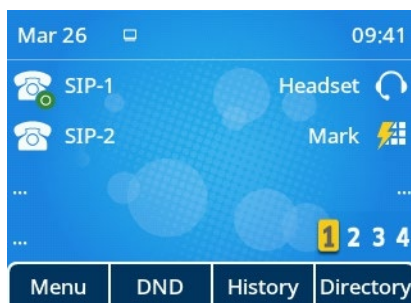 Mar 26 09:41
SIP-1 Headset
SIP-2 Mark
... ...
... 1 2 3 4
Menu DND History Directory